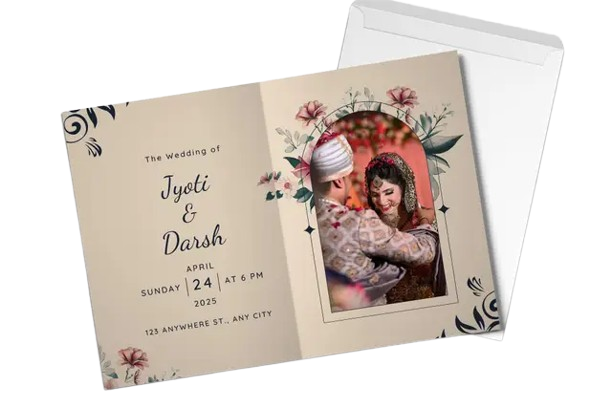 The Wedding of
Jyoti
&
Darsh
APRIL
SUNDAY | 24 | AT 6 PM
2025
123 ANYWHERE ST., ANY CITY